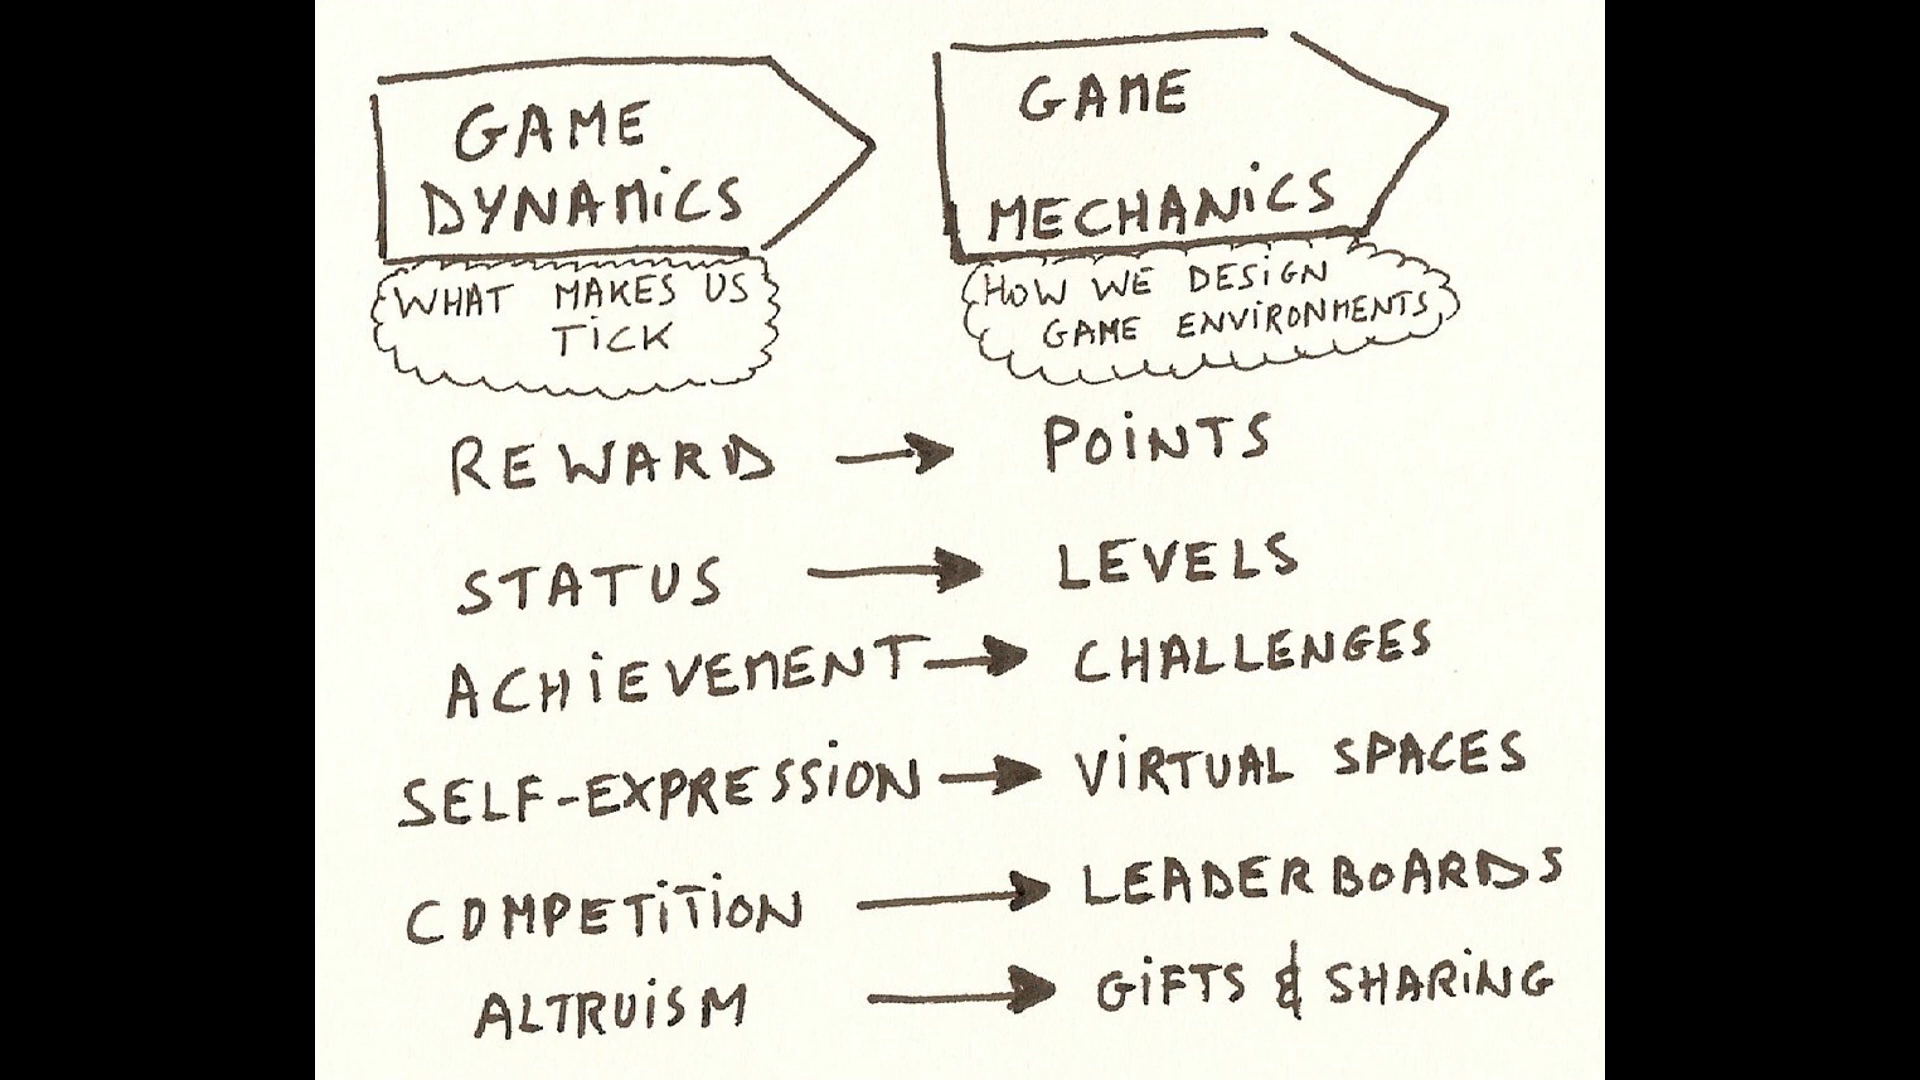 GAME
DYNAMiCS
WHAT MAKES US
TiCK
GAME
MECHANiCS
HOW WE DESiGN
GAME ENViRONMENTS
REWARD → POiNTS
STATUS → LEVELS
ACHiEVEMENT → CHALLENGES
SELF-EXPRESSiON → ViRTUAL SPACES
COMPETiTiON → LEADERBOARDS
ALTRUiSM → GiFTS & SHARiNG